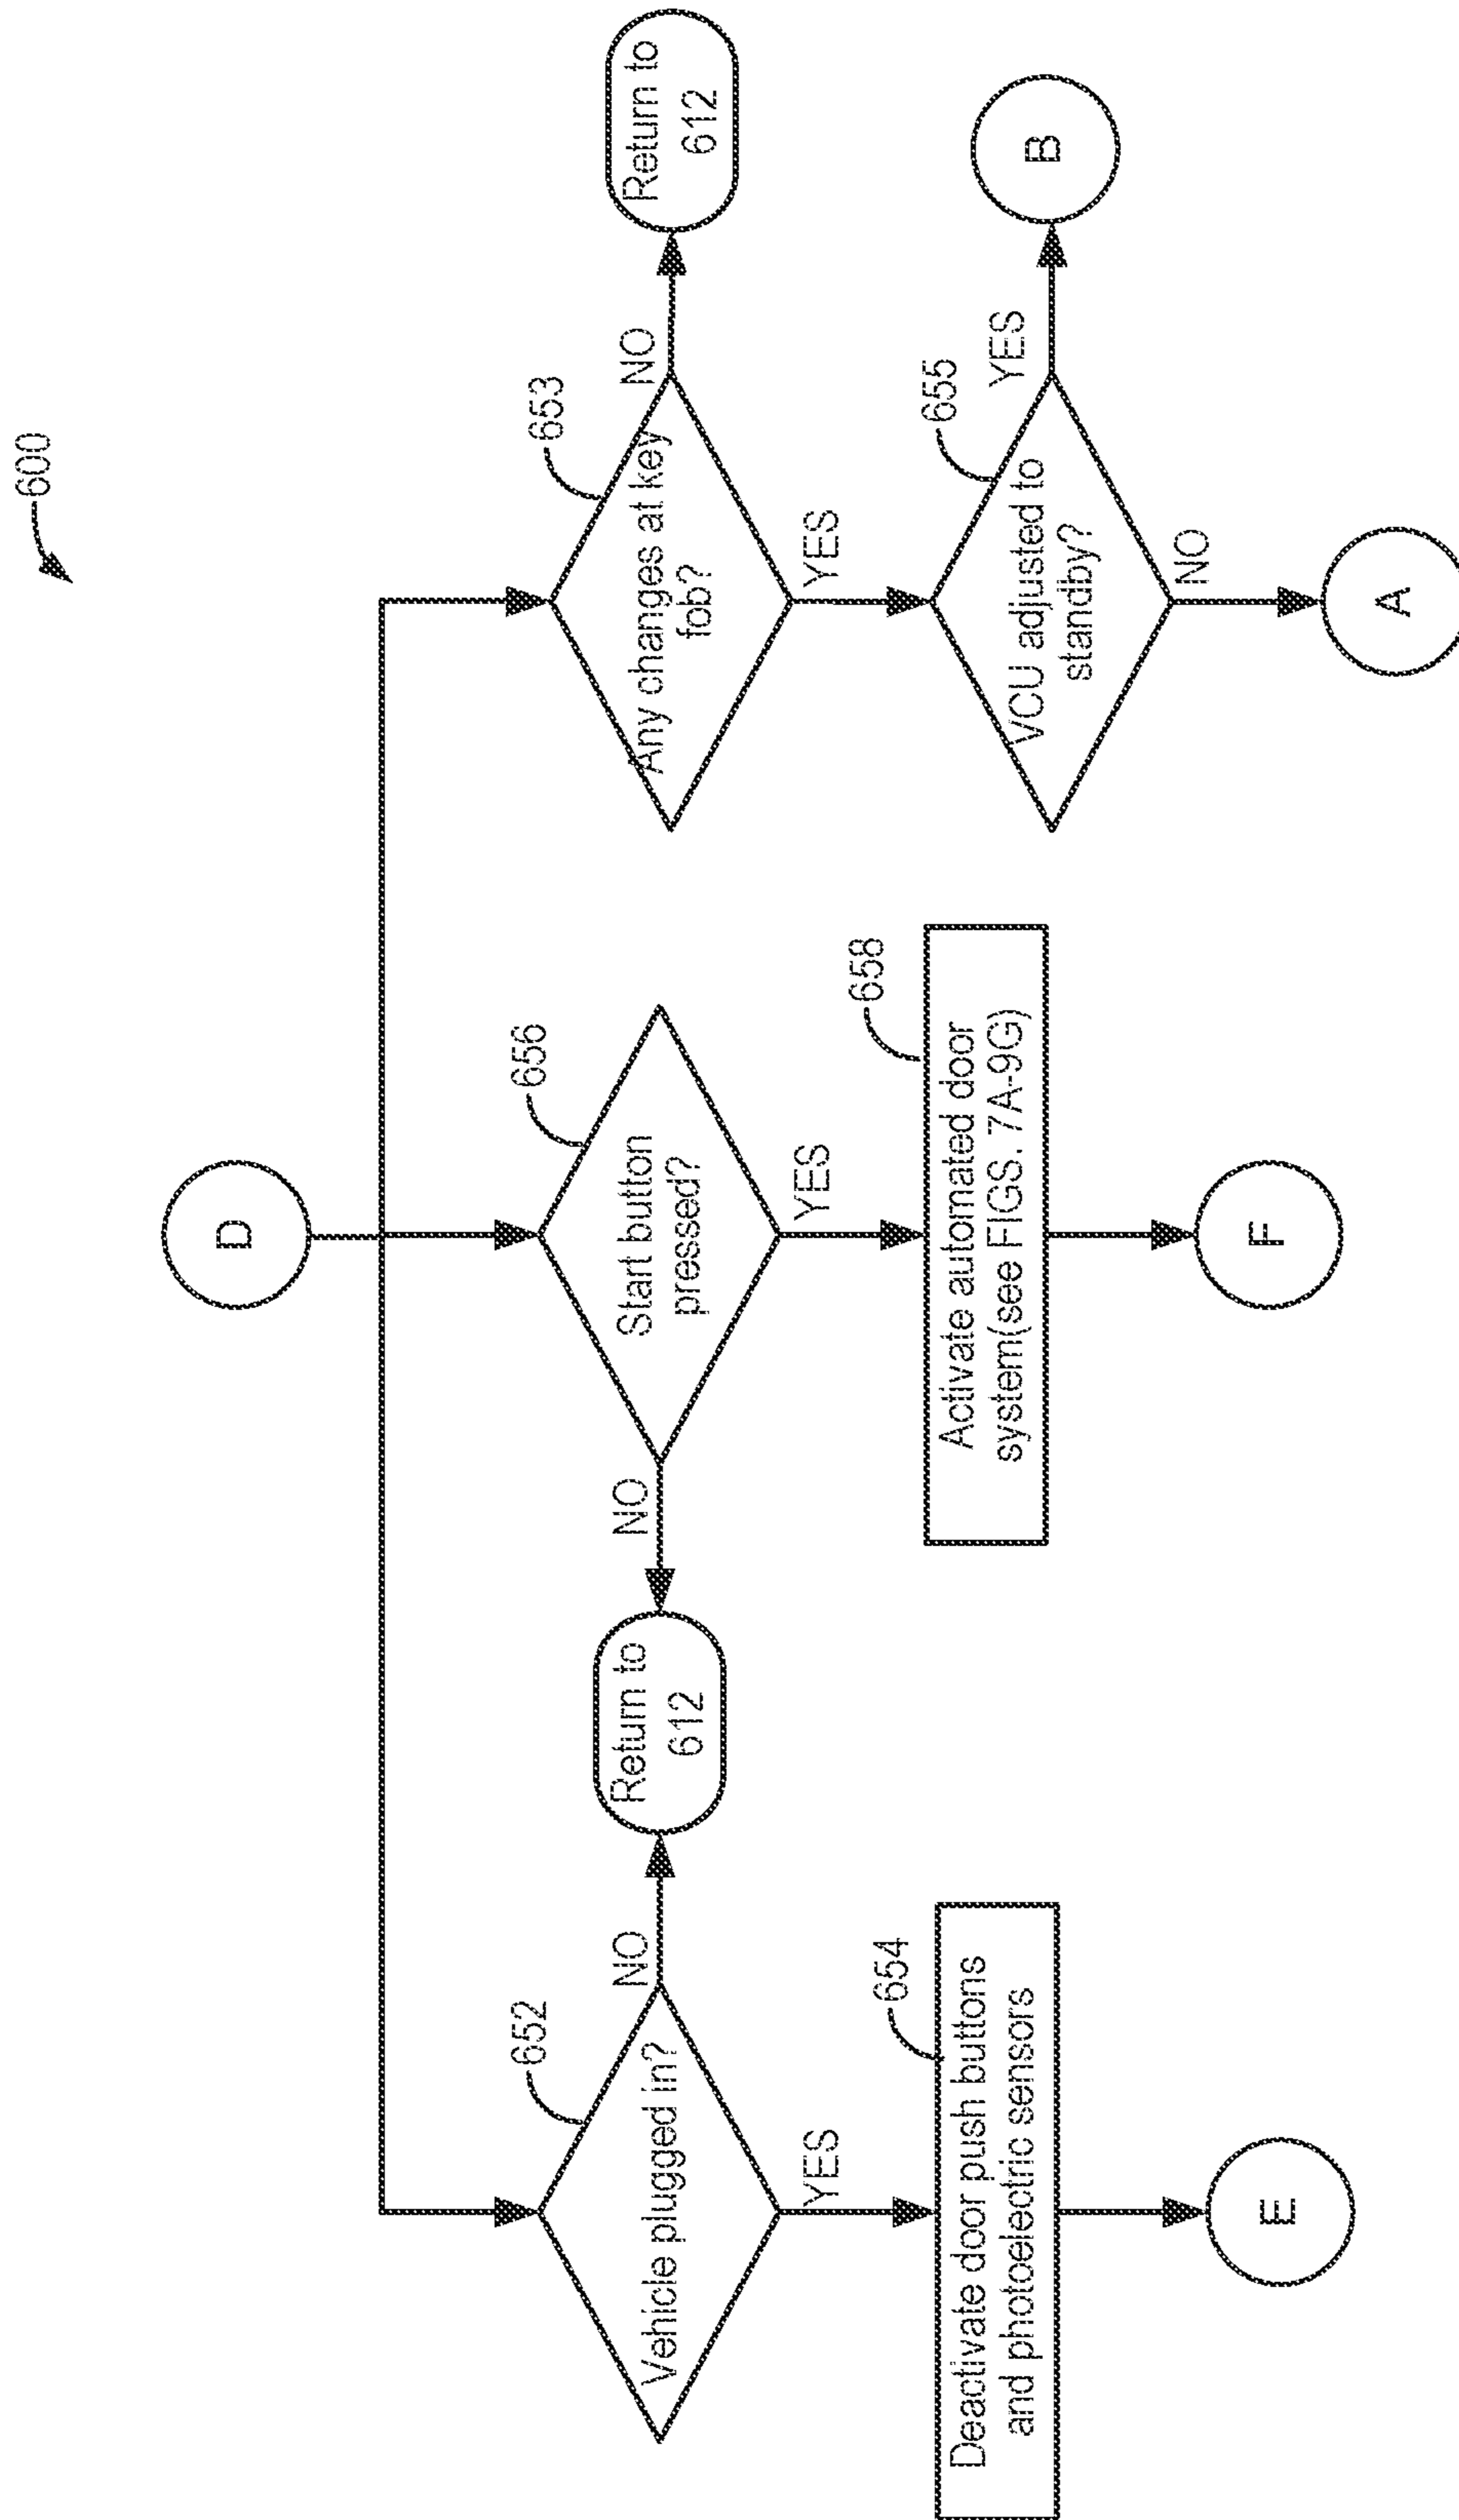 600
D
652
Vehicle plugged in?
NO
YES
Return to
612
656
Start button
pressed?
NO
YES
653
Any changes at key
fob?
NO
YES
Return to
612
654
Deactivate door push buttons
and photoelectric sensors
658
Activate automated door
system(see FIGS. 7A-9G)
655
VCU adjusted to
standby?
YES
NO
B
E
F
A